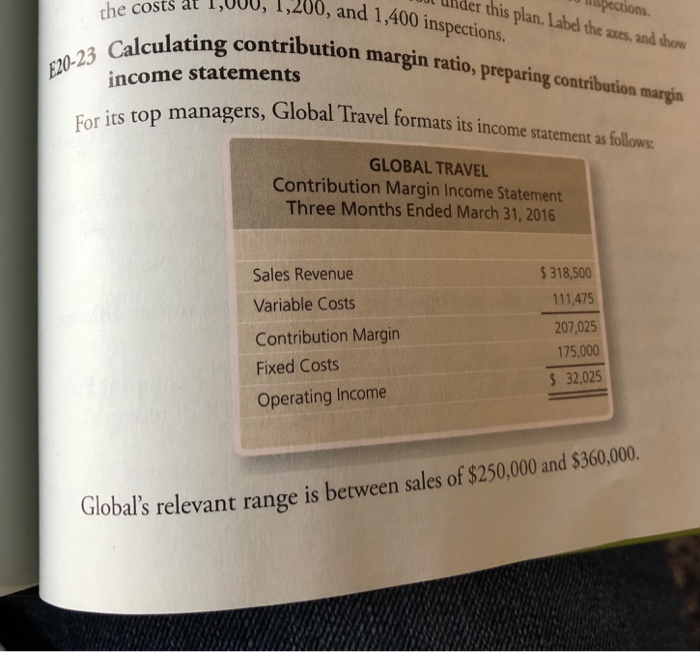 the costs at 1,000, 1,200, and 1,400 inspections. under this plan. Label the axes, and show
E20-23 Calculating contribution margin ratio, preparing contribution margin
income statements
For its top managers, Global Travel formats its income statement as follows:
GLOBAL TRAVEL
Contribution Margin Income Statement
Three Months Ended March 31, 2016
Sales Revenue $ 318,500
Variable Costs 111,475
Contribution Margin 207,025
Fixed Costs 175,000
Operating Income $ 32,025
Global's relevant range is between sales of $250,000 and $360,000.